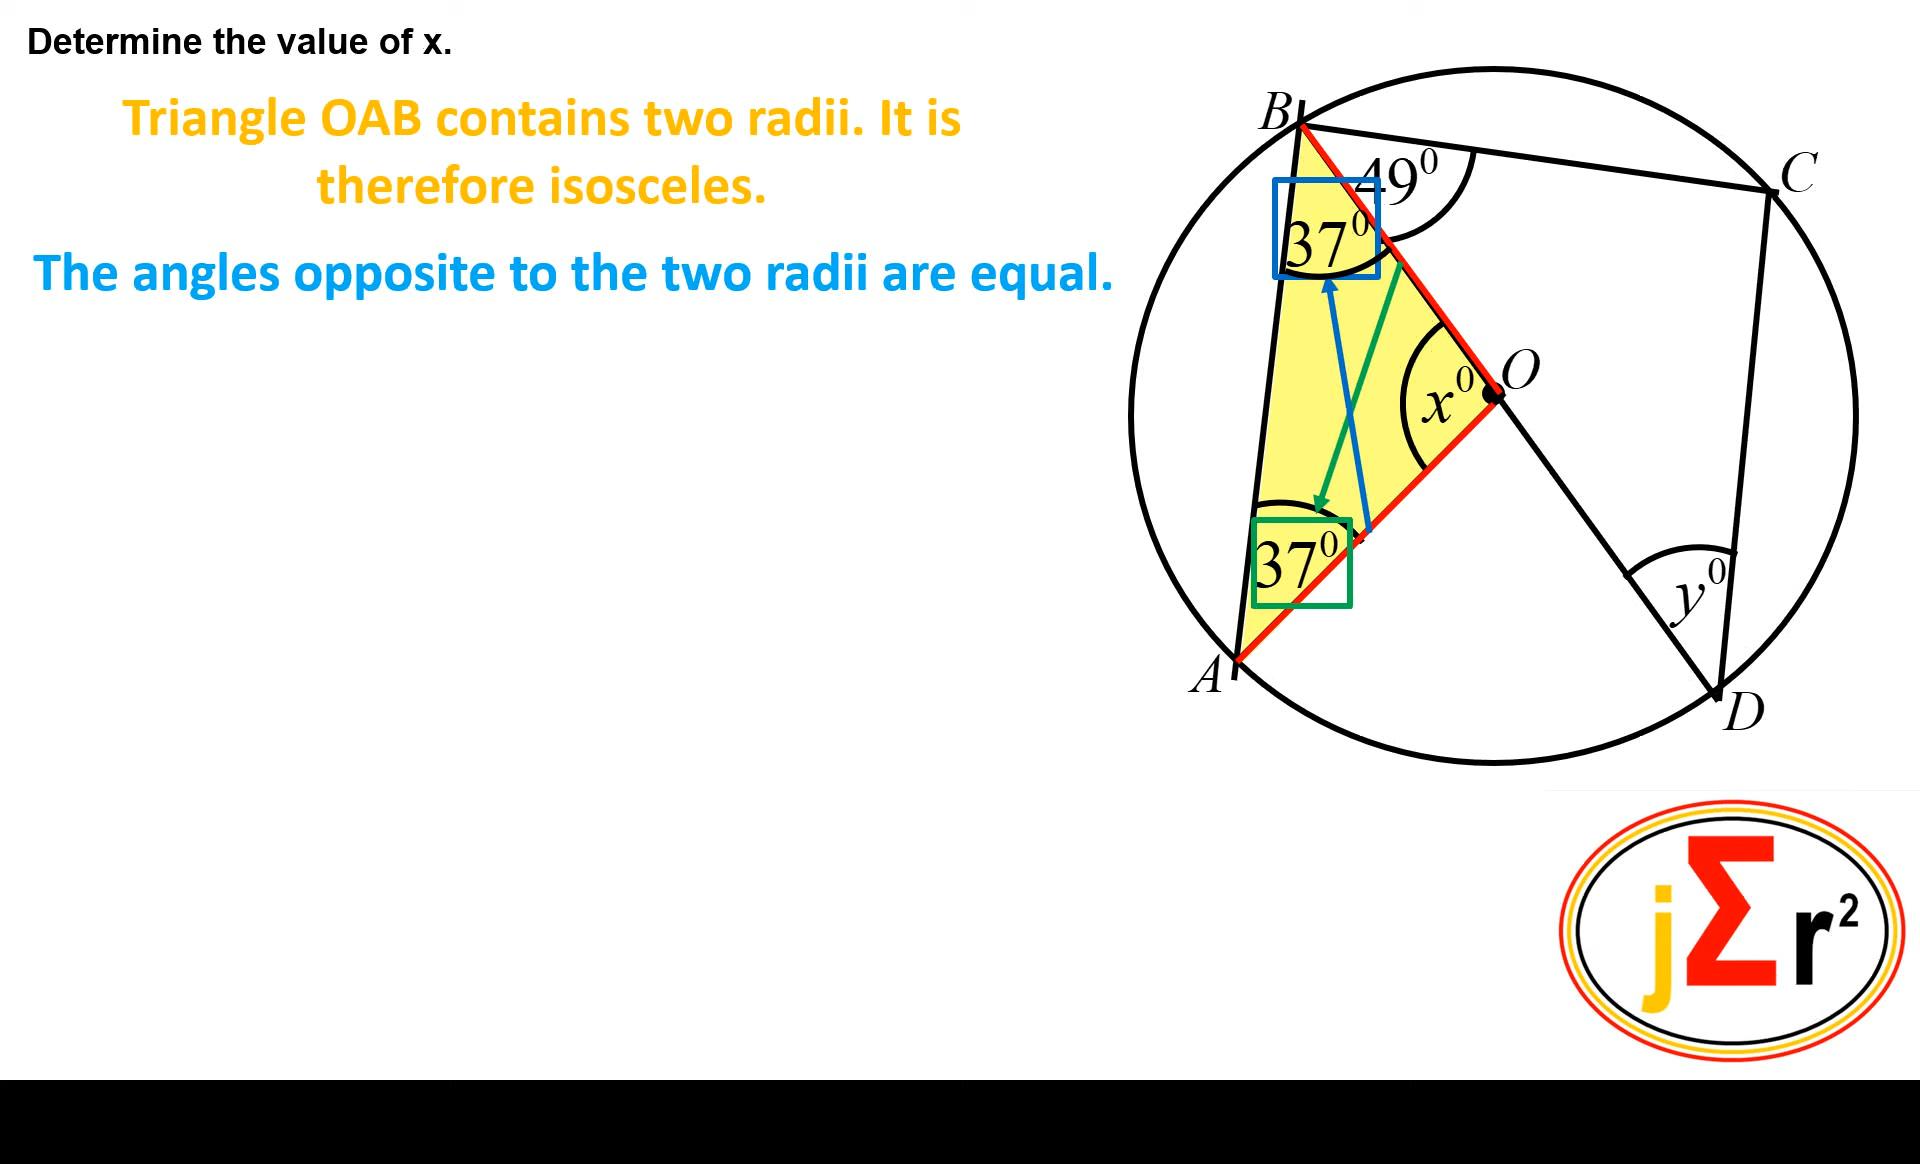 Determine the value of x.
Triangle OAB contains two radii. It is
therefore isosceles.
The angles opposite to the two radii are equal.
B
C
49⁰
37⁰
O
x⁰
37⁰
y⁰
A
D
jΣr²